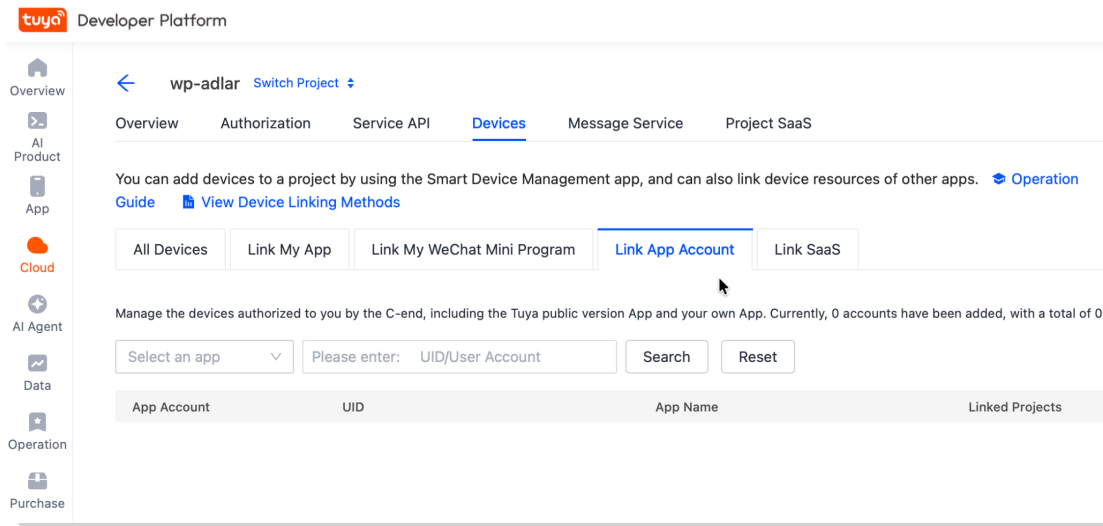 tuya Developer Platform
Overview
AI
Product
App
Cloud
AI Agent
Data
Operation
Purchase
wp-adlar Switch Project
Overview Authorization Service API Devices Message Service Project SaaS
You can add devices to a project by using the Smart Device Management app, and can also link device resources of other apps. Operation
Guide View Device Linking Methods
All Devices Link My App Link My WeChat Mini Program Link App Account Link SaaS
Manage the devices authorized to you by the C-end, including the Tuya public version App and your own App. Currently, 0 accounts have been added, with a total of 0
Select an app Please enter: UID/User Account Search Reset
App Account UID App Name Linked Projects